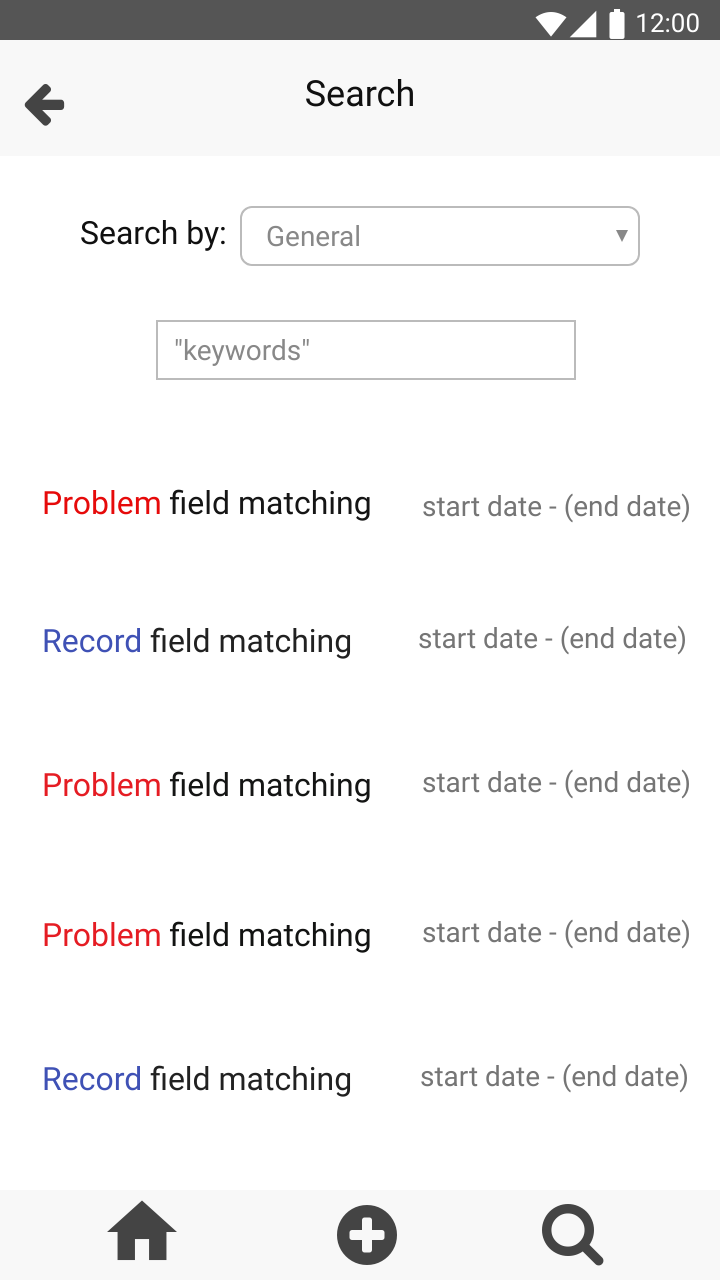 12:00
Search
Search by: General
"keywords"
Problem field matching start date - (end date)
Record field matching start date - (end date)
Problem field matching start date - (end date)
Problem field matching start date - (end date)
Record field matching start date - (end date)